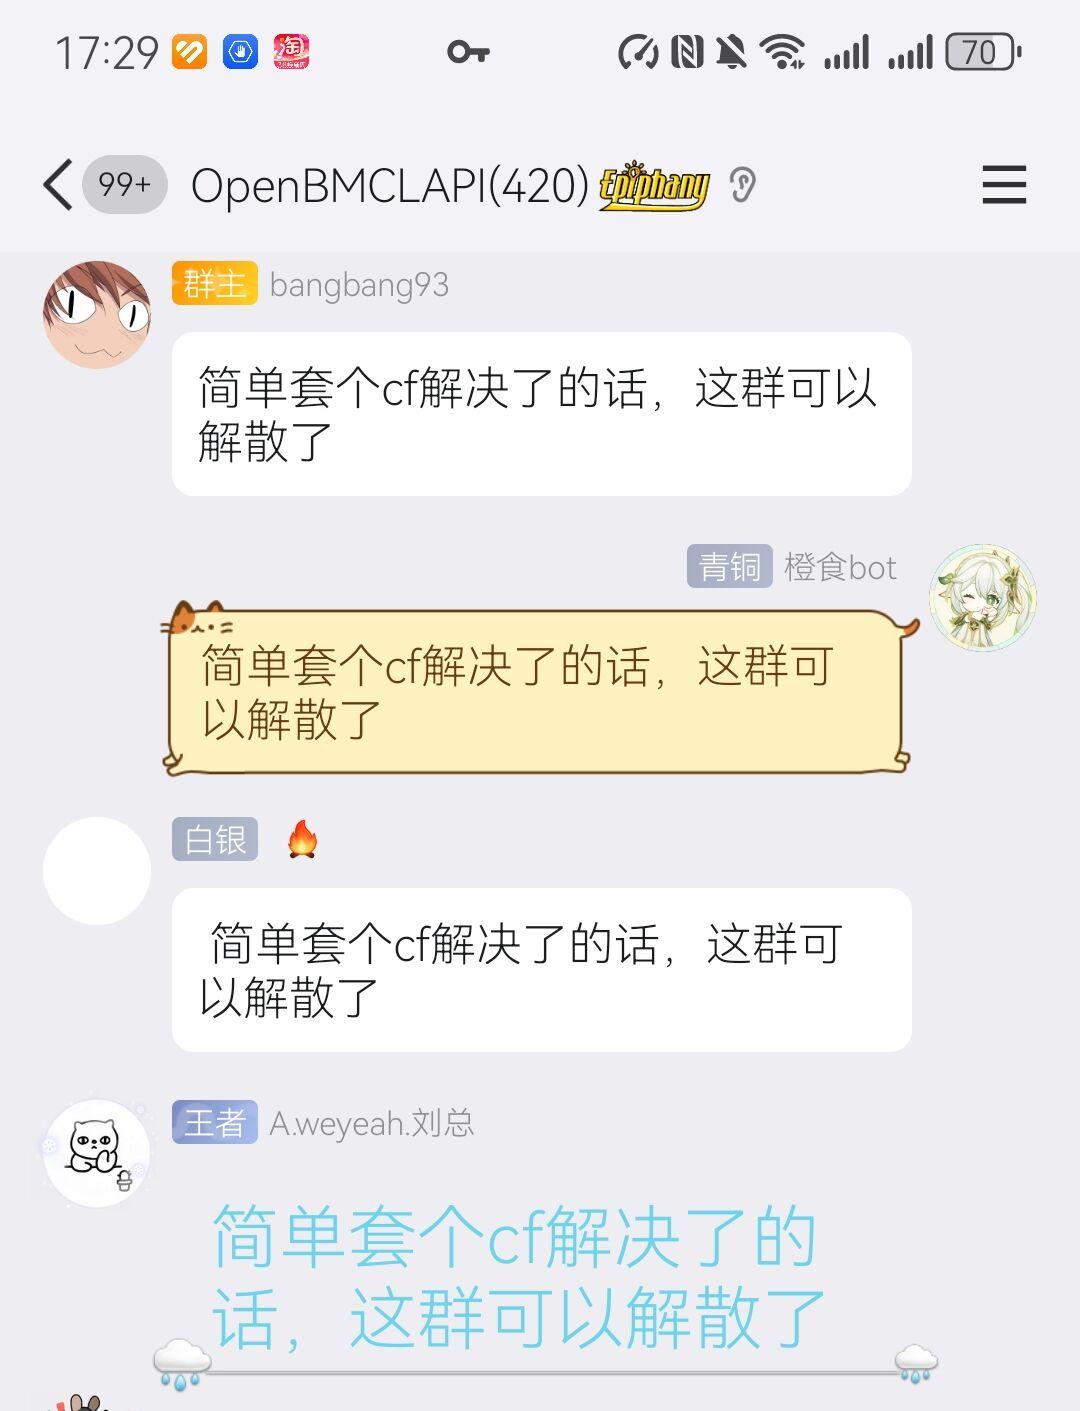 17:29
70
99+
OpenBMCLAPI(420) Epiphany
群主 bangbang93
简单套个cf解决了的话，这群可以
解散了
青铜 橙食bot
简单套个cf解决了的话，这群可
以解散了
白银
简单套个cf解决了的话，这群可
以解散了
王者 A.weyeah.刘总
简单套个cf解决了的
话，这群可以解散了